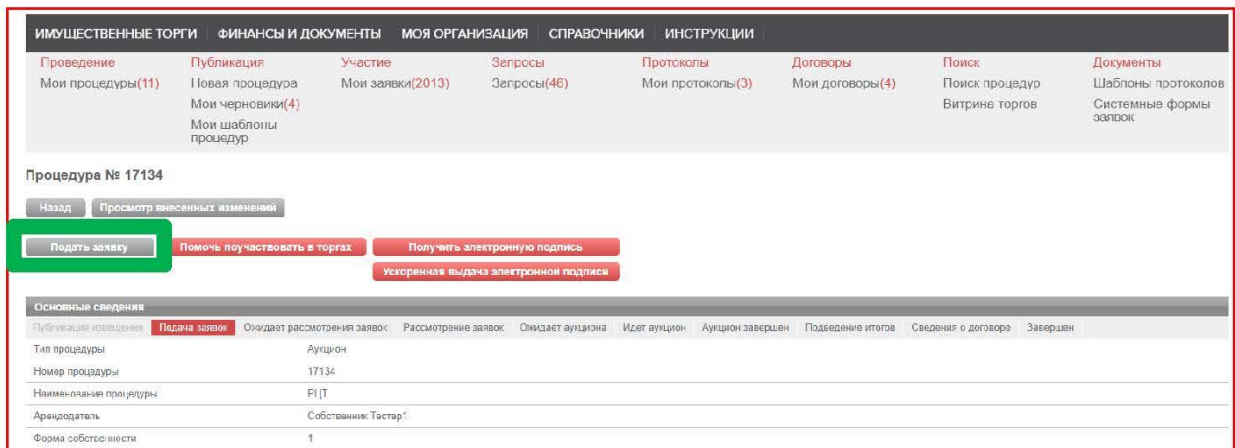 ИМУЩЕСТВЕННЫЕ ТОРГИ ФИНАНСЫ И ДОКУМЕНТЫ МОЯ ОРГАНИЗАЦИЯ СПРАВОЧНИКИ ИНСТРУКЦИИ
Проведение Публикация Участие Запросы Протоколы Договоры Поиск Документы
Мои процедуры(11) Новая процедура Мои заявки(2013) Запросы(46) Мои протоколы(3) Мои договоры(4) Поиск процедур Шаблоны протоколов
Мои черновики(4) Витрина торгов Системные формы
заявок
Мои шаблоны
процедур
Процедура № 17134
Назад Просмотр внесенных изменений
Подать заявку Помочь поучаствовать в торгах Получить электронную подпись
Ускоренная выдача электронной подписи
Основные сведения
Публикация извещения Подача заявок Ожидает рассмотрения заявок Рассмотрение заявок Ожидает аукциона Идет аукцион Аукцион завершен Подведение итогов Сведения о договоре Завершен
Тип процедуры Аукцион
Номер процедуры 17134
Наименование процедуры
Арендодатель Собственник Тестер1
Форма собственности 1